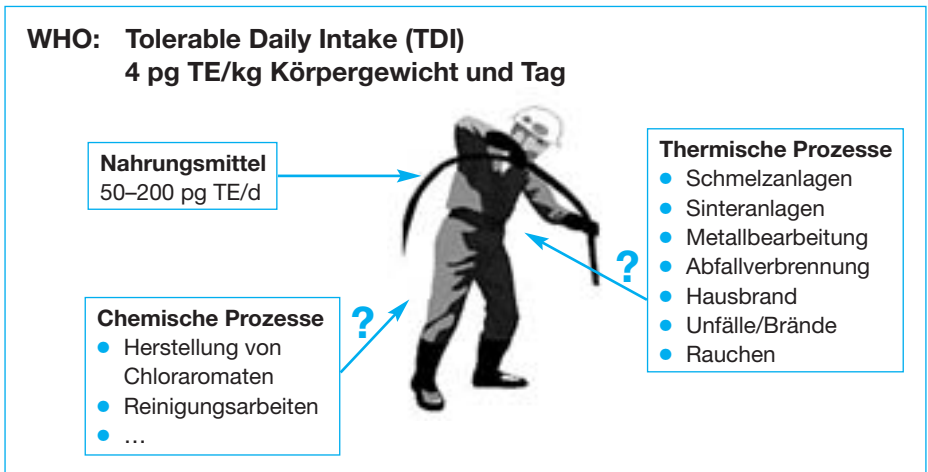 WHO: Tolerable Daily Intake (TDI)
4 pg TE/kg Körpergewicht und Tag
Nahrungsmittel
50–200 pg TE/d
Chemische Prozesse
● Herstellung von
Chloraromaten
● Reinigungsarbeiten
● …
?
Thermische Prozesse
● Schmelzanlagen
● Sinteranlagen
● Metallbearbeitung
● Abfallverbrennung
● Hausbrand
● Unfälle/Brände
● Rauchen
?